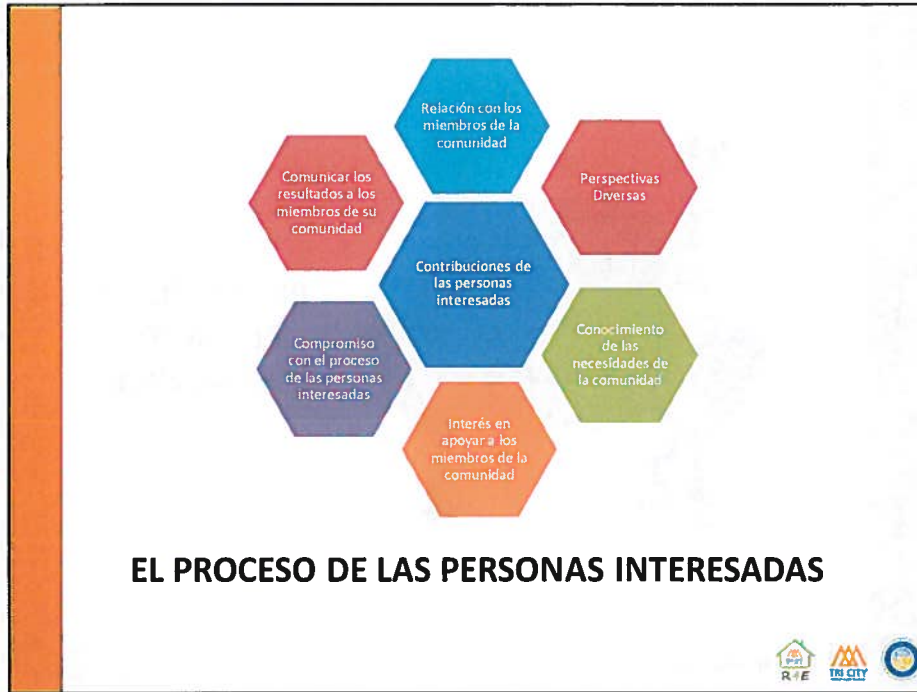 Relación con los
miembros de la
comunidad
Comunicar los
resultados a los
miembros de su
comunidad
Perspectivas
Diversas
Contribuciones de
las personas
interesadas
Compromiso
con el proceso
de las personas
interesadas
Conocimiento
de las
necesidades de
la comunidad
Interés en
apoyar a los
miembros de la
comunidad
EL PROCESO DE LAS PERSONAS INTERESADAS
TRI CITY